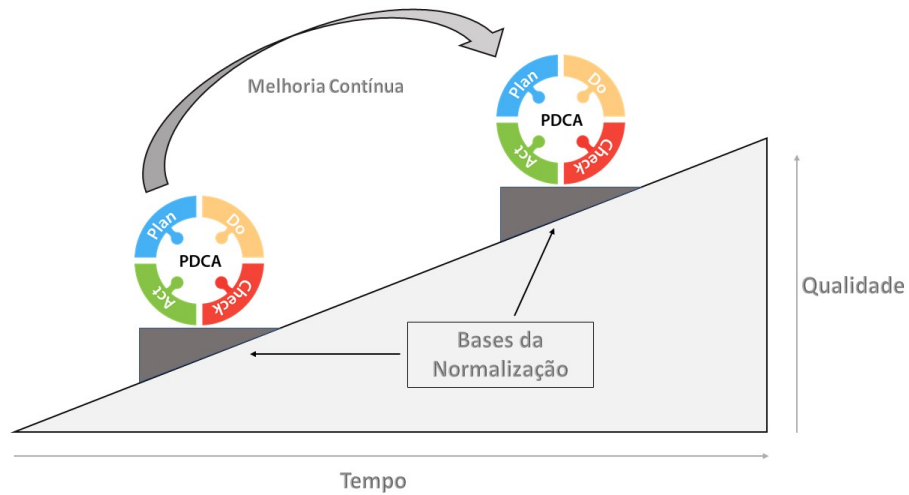 Melhoria Contínua
Plan
Do
PDCA
Act
Check
Plan
Do
PDCA
Act
Check
Bases da
Normalização
Qualidade
Tempo